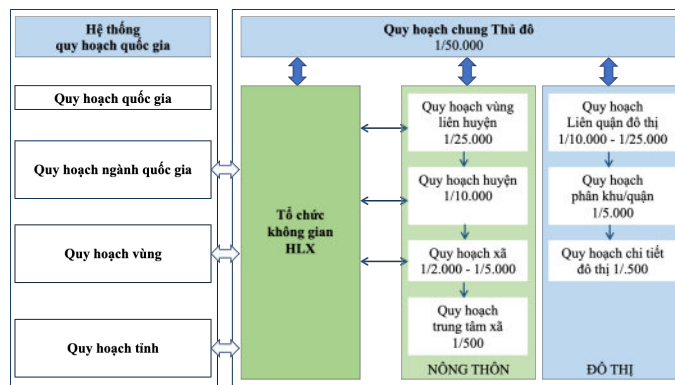 Hệ thống
quy hoạch quốc gia
Quy hoạch quốc gia
Quy hoạch ngành quốc gia
Quy hoạch vùng
Quy hoạch tỉnh
Quy hoạch chung Thủ đô
1/50.000
Tổ chức
không gian
HLX
Quy hoạch vùng
liên huyện
1/25.000
Quy hoạch huyện
1/10.000
Quy hoạch xã
1/2.000 - 1/5.000
Quy hoạch
trung tâm xã
1/500
NÔNG THÔN
Quy hoạch
Liên quận đô thị
1/10.000 - 1/25.000
Quy hoạch
phân khu/quận
1/5.000
Quy hoạch chi tiết
đô thị 1/.500
ĐÔ THỊ